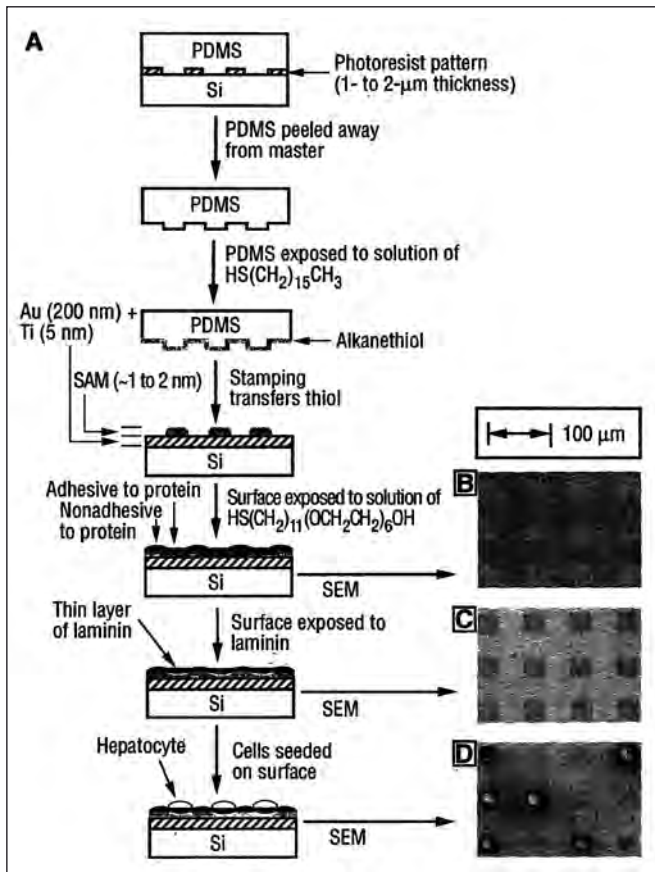 A
PDMS
Si
Photoresist pattern
(1- to 2-μm thickness)
PDMS peeled away
from master
PDMS
PDMS exposed to solution of
HS(CH₂)₁₅CH₃
Au (200 nm) +
Ti (5 nm)
PDMS
Alkanethiol
SAM (~1 to 2 nm)
Stamping
transfers thiol
Si
100 μm
Adhesive to protein
Nonadhesive
to protein
Surface exposed to solution of
HS(CH₂)₁₁(OCH₂CH₂)₆OH
B
Si
SEM
Thin layer
of laminin
Surface exposed to
laminin
C
Si
SEM
Hepatocyte
Cells seeded
on surface
D
Si
SEM